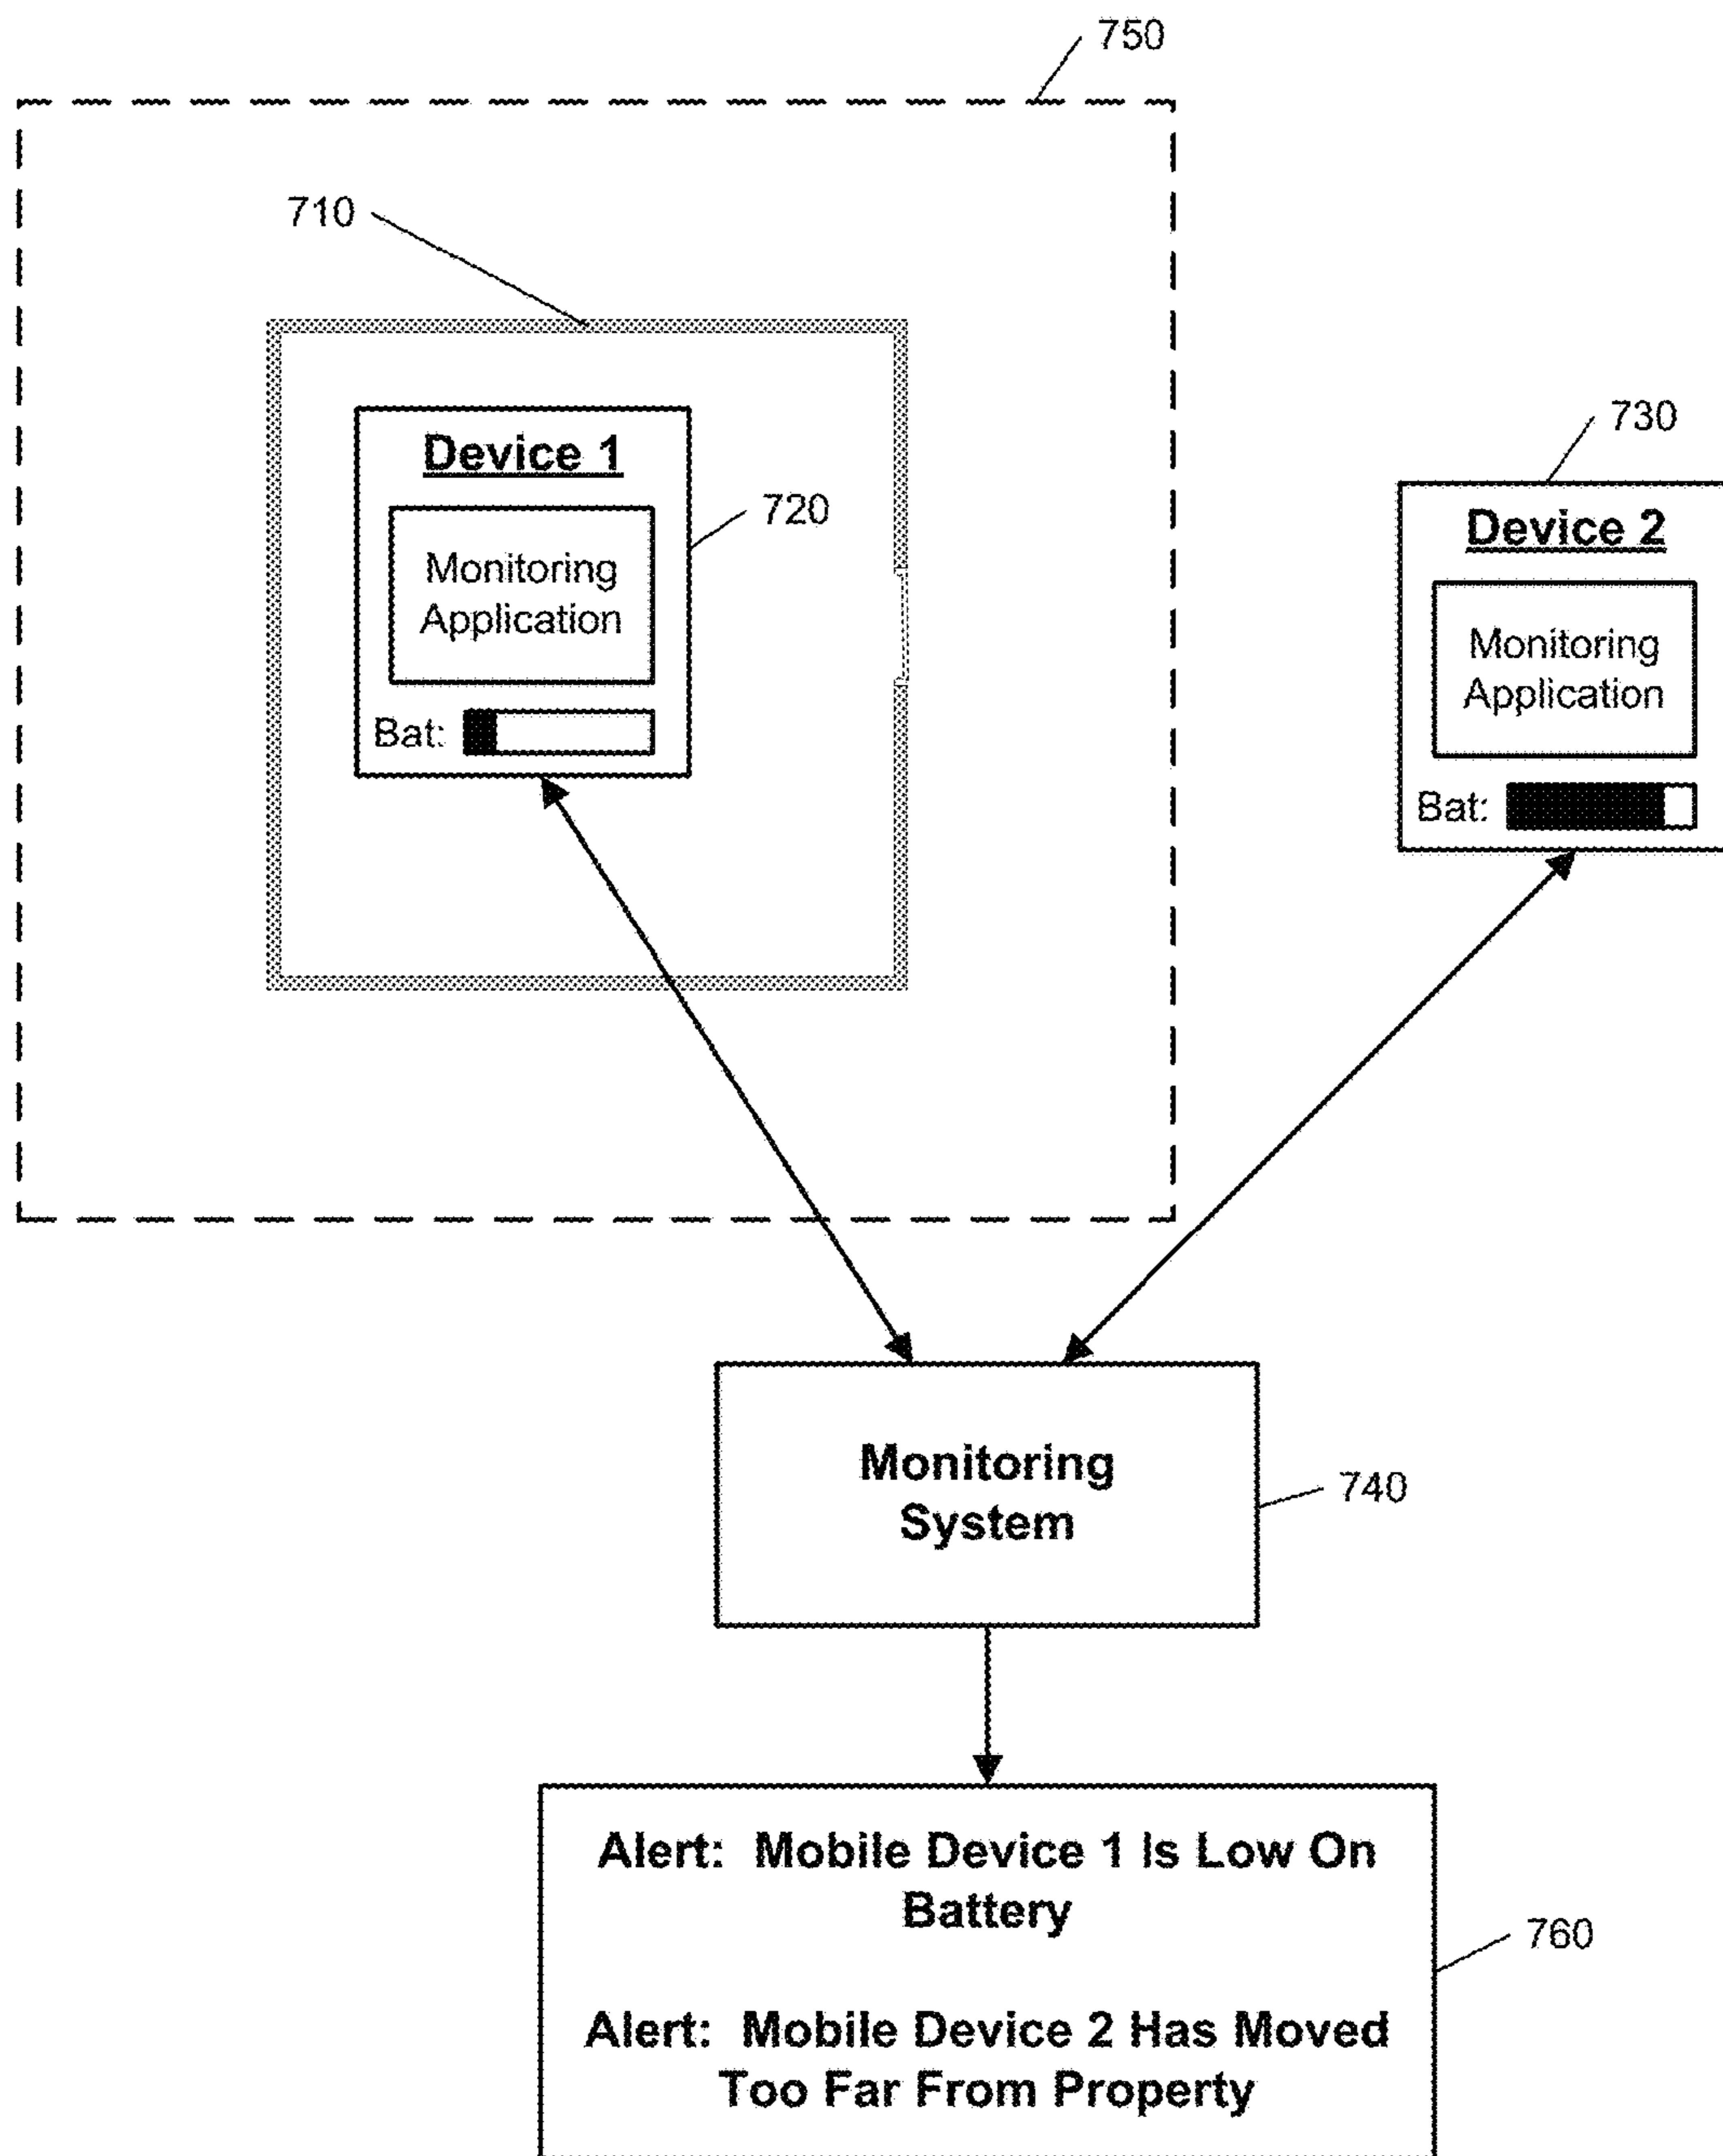 750
710
Device 1
720
Monitoring
Application
Bat:
730
Device 2
Monitoring
Application
Bat:
Monitoring
System
740
Alert: Mobile Device 1 Is Low On
Battery
760
Alert: Mobile Device 2 Has Moved
Too Far From Property